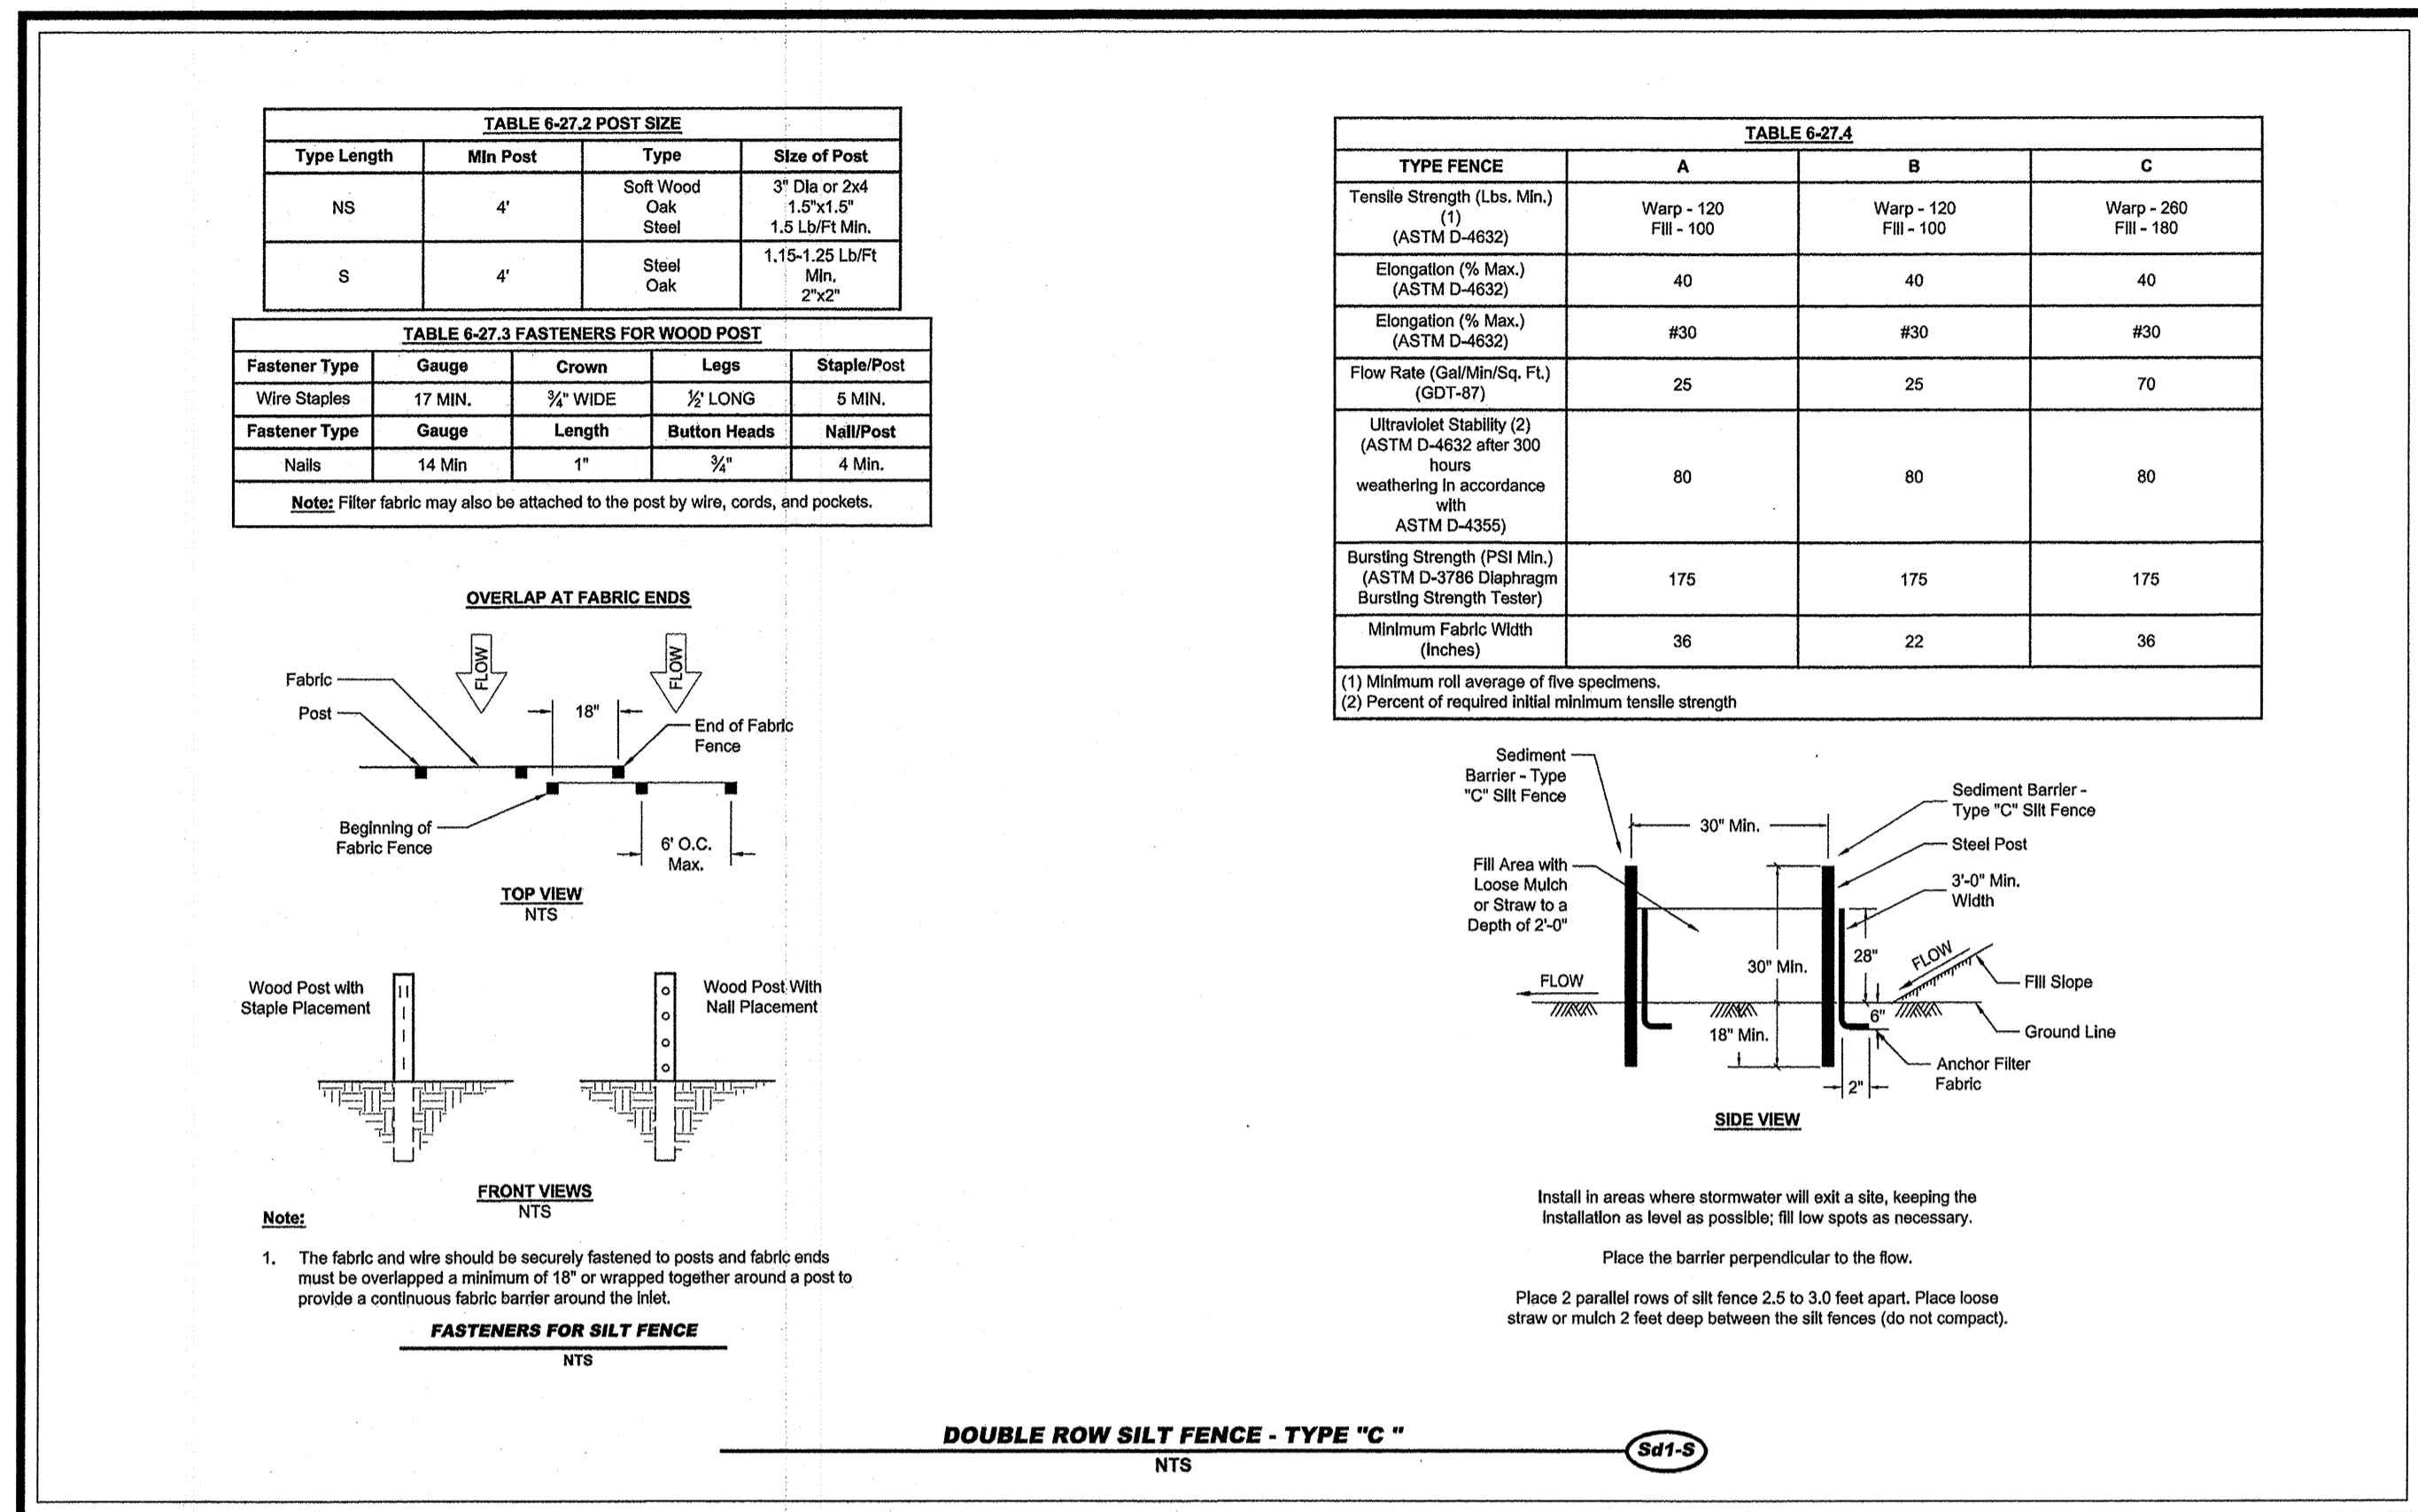 TABLE 6-27.2 POST SIZE
Type Length Min Post Type Size of Post
NS 4' Soft Wood 3" Dia or 2x4
Oak 1.5"x1.5"
Steel 1.5 Lb/Ft Min.
S 4' Steel Oak 1.15-1.25 Lb/Ft
Min.
2"x2"
TABLE 6-27.3 FASTENERS FOR WOOD POST
Fastener Type Gauge Crown Legs Staple/Post
Wire Staples 17 MIN. ¾" WIDE ½' LONG 5 MIN.
Fastener Type Gauge Length Button Heads Nail/Post
Nails 14 Min 1" ¾" 4 Min.
Note: Filter fabric may also be attached to the post by wire, cords, and pockets.
OVERLAP AT FABRIC ENDS
FLOW
FLOW
Fabric
Post
18"
End of Fabric
Fence
Beginning of
Fabric Fence
6' O.C.
Max.
TOP VIEW
NTS
Wood Post with
Staple Placement
Wood Post With
Nail Placement
FRONT VIEWS
NTS
Note:
1. The fabric and wire should be securely fastened to posts and fabric ends
must be overlapped a minimum of 18" or wrapped together around a post to
provide a continuous fabric barrier around the inlet.
FASTENERS FOR SILT FENCE
NTS
TABLE 6-27.4
TYPE FENCE A B C
Tensile Strength (Lbs. Min.)
(1)
(ASTM D-4632)
Warp - 120 Warp - 120 Warp - 260
Fill - 100 Fill - 100 Fill - 180
Elongation (% Max.)
(ASTM D-4632)
40 40 40
Elongation (% Max.)
(ASTM D-4632)
#30 #30 #30
Flow Rate (Gal/Min/Sq. Ft.)
(GDT-87)
25 25 70
Ultraviolet Stability (2)
(ASTM D-4632 after 300
hours
weathering in accordance
with
ASTM D-4355)
80 80 80
Bursting Strength (PSI Min.)
(ASTM D-3786 Diaphragm
Bursting Strength Tester)
175 175 175
Minimum Fabric Width
(Inches)
36 22 36
(1) Minimum roll average of five specimens.
(2) Percent of required initial minimum tensile strength
Sediment
Barrier - Type
"C" Silt Fence
Sediment Barrier -
Type "C" Silt Fence
30" Min.
Steel Post
Fill Area with
Loose Mulch
or Straw to a
Depth of 2'-0"
3'-0" Min.
Width
28"
30" Min.
FLOW
FLOW
Fill Slope
6"
18" Min.
Ground Line
Anchor Filter
Fabric
2"
SIDE VIEW
Install in areas where stormwater will exit a site, keeping the
installation as level as possible; fill low spots as necessary.
Place the barrier perpendicular to the flow.
Place 2 parallel rows of silt fence 2.5 to 3.0 feet apart. Place loose
straw or mulch 2 feet deep between the silt fences (do not compact).
DOUBLE ROW SILT FENCE - TYPE "C "
NTS
Sd1-S